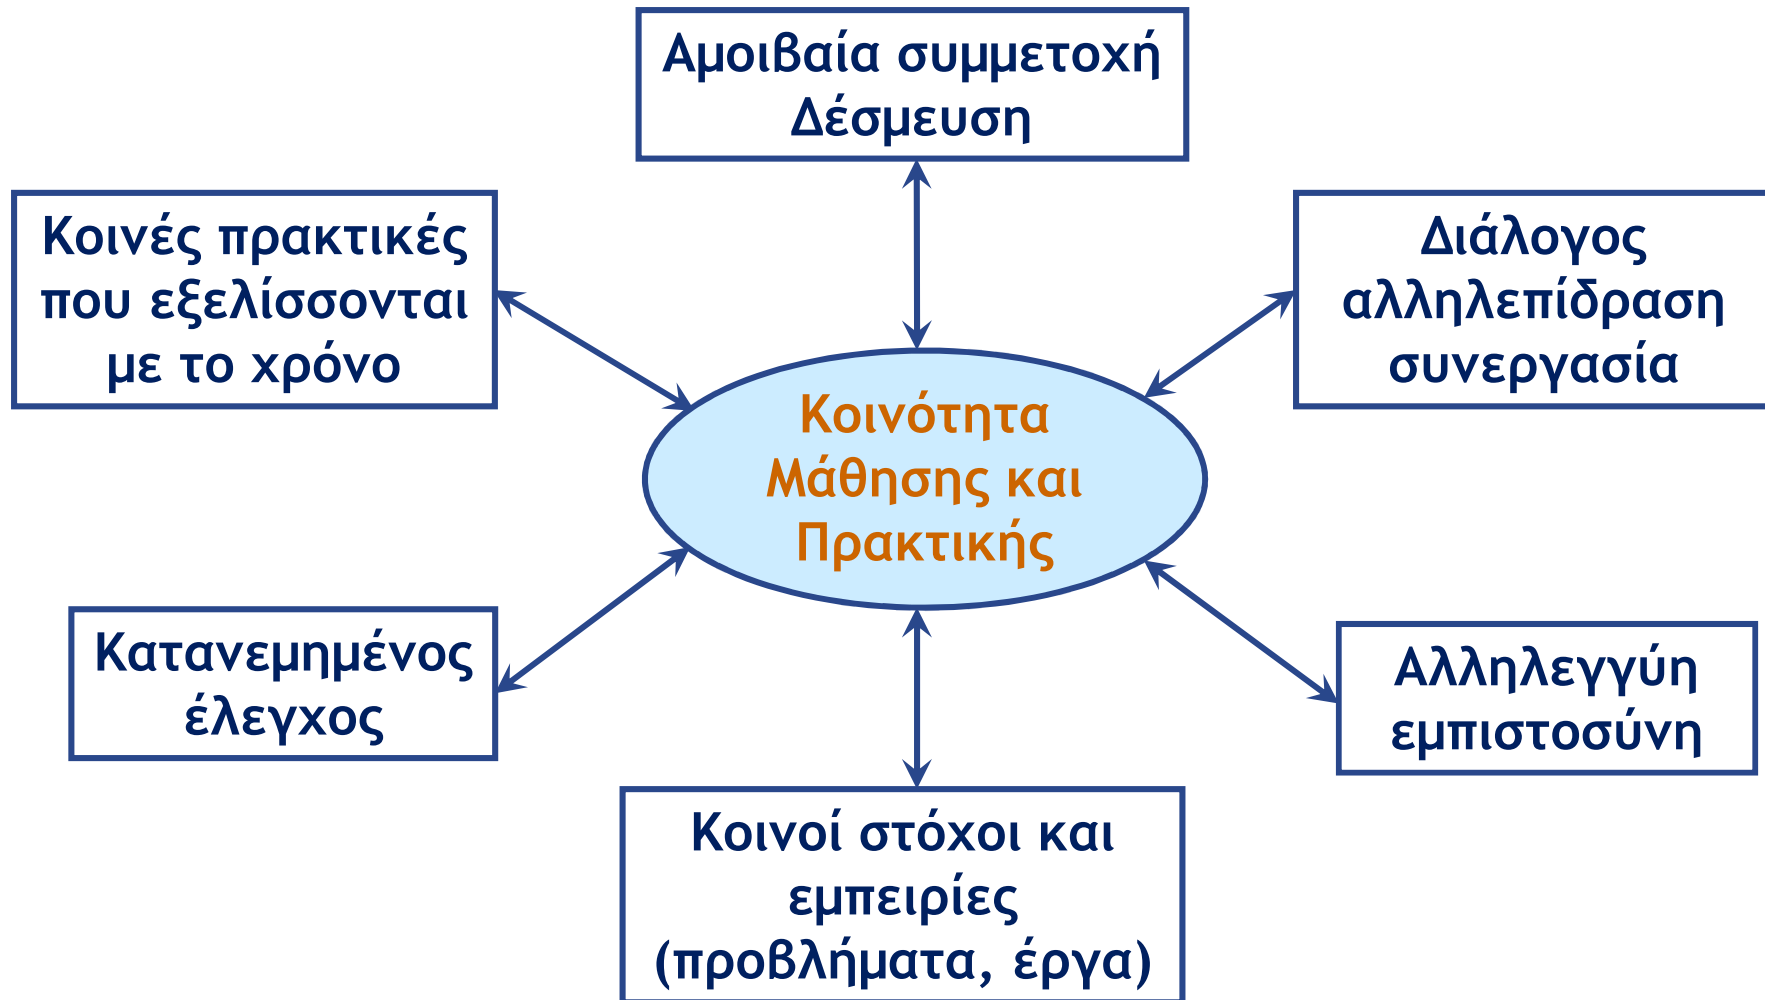 Αμοιβαία συμμετοχή
Δέσμευση
Κοινές πρακτικές
που εξελίσσονται
με το χρόνο
Διάλογος
αλληλεπίδραση
συνεργασία
Κοινότητα
Μάθησης και
Πρακτικής
Κατανεμημένος
έλεγχος
Αλληλεγγύη
εμπιστοσύνη
Κοινοί στόχοι και
εμπειρίες
(προβλήματα, έργα)